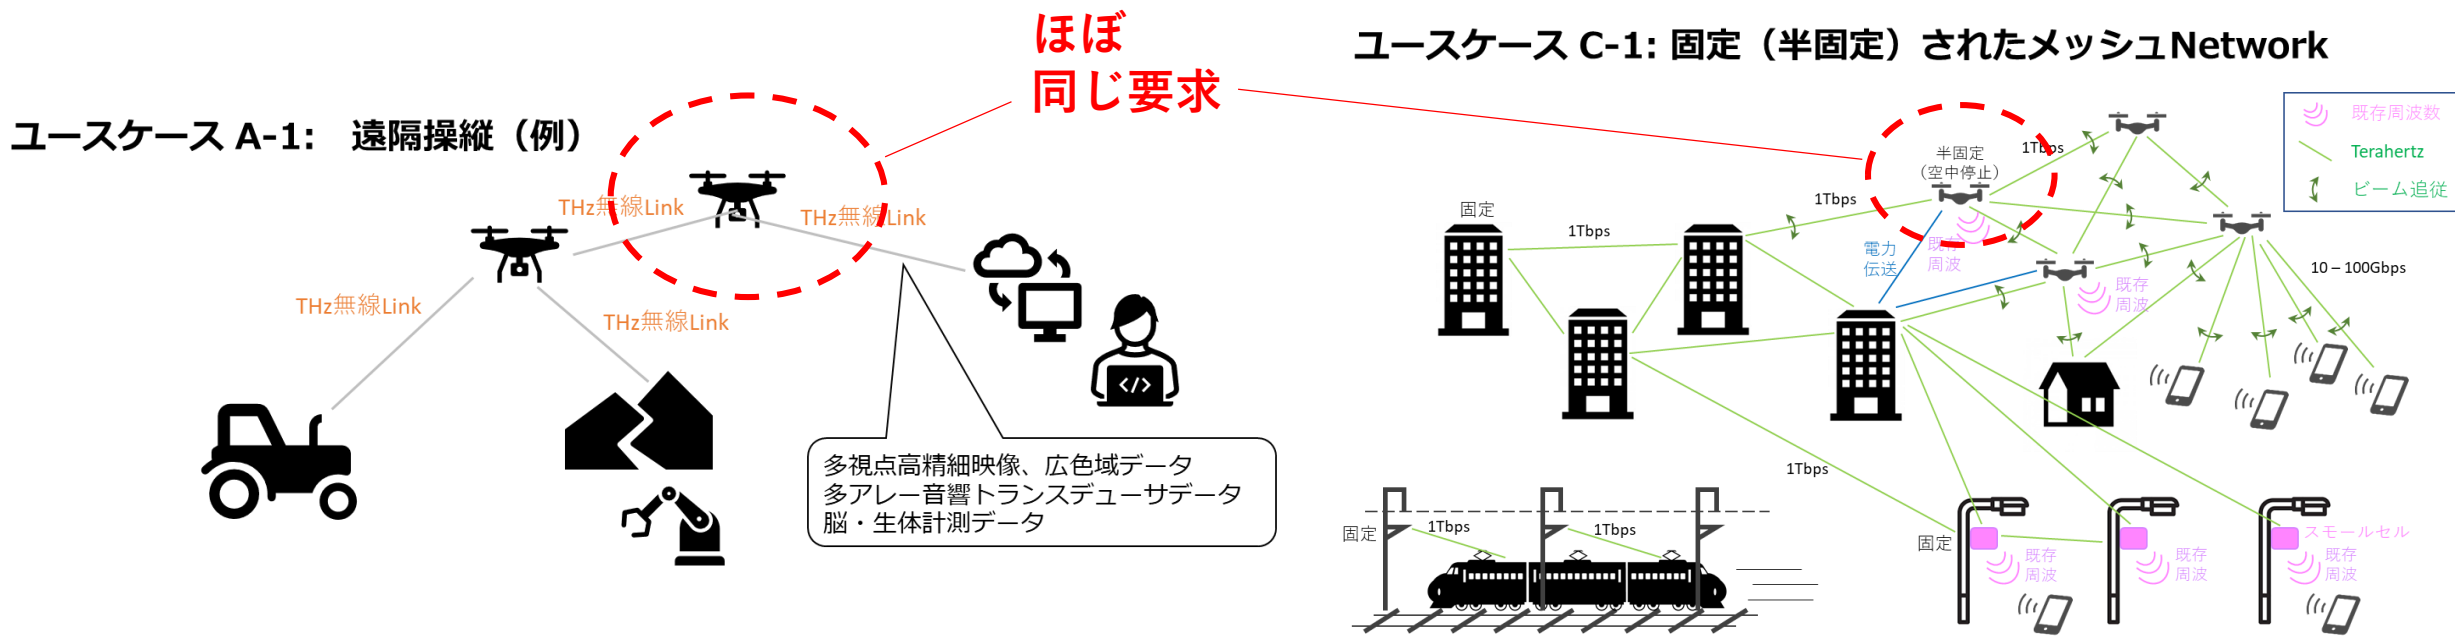 ほぼ
同じ要求
ユースケース A-1: 遠隔操縦（例）
THz無線Link
THz無線Link
THz無線Link
THz無線Link
多視点高精細映像、広色域データ
多アレー音響トランスデューサデータ
脳・生体計測データ
ユースケース C-1: 固定（半固定）されたメッシュNetwork
既存周波数
Terahertz
ビーム追従
半固定
（空中停止）
1Tbps
1Tbps
固定
1Tbps
電力
伝送
既存
周波
既存
周波
10 – 100Gbps
1Tbps
固定
1Tbps
1Tbps
固定
スモールセル
既存
周波
既存
周波
既存
周波